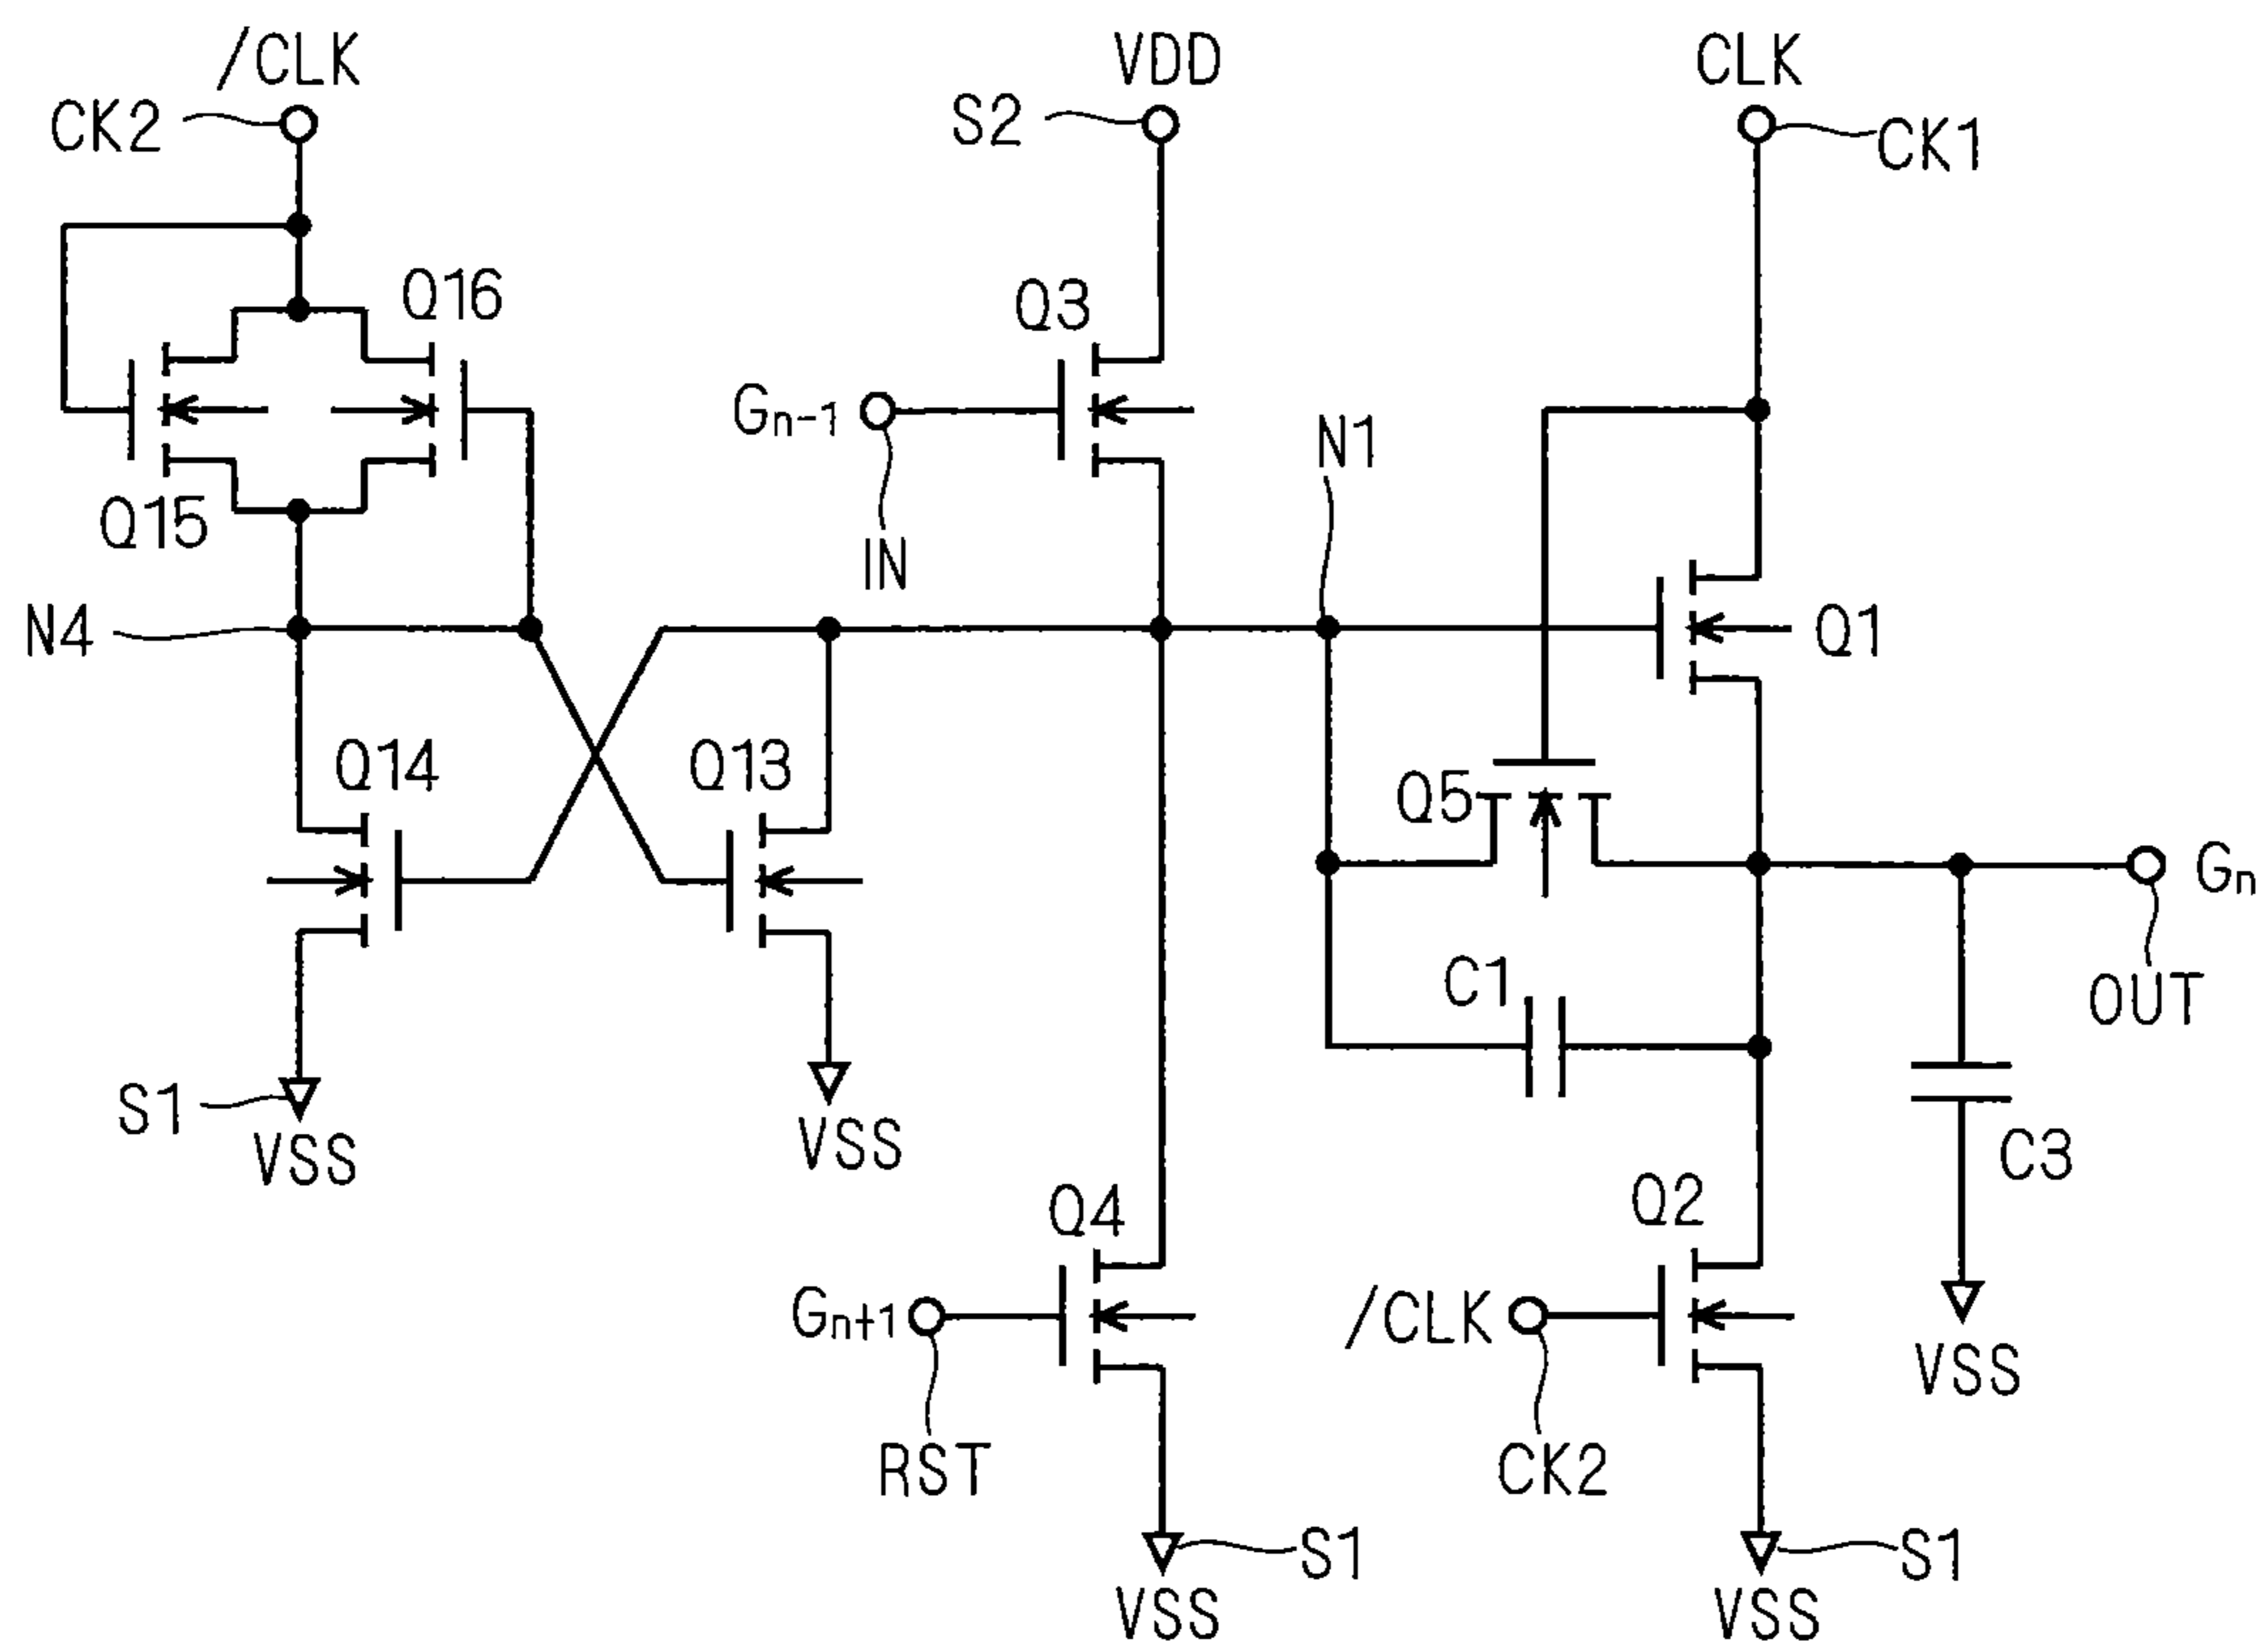 /CLK
VDD
CLK
CK2
S2
CK1
Q16
Q3
Gn-1
N1
Q15
IN
N4
Q1
Q14
Q13
Q5
Gn
C1
OUT
S1
VSS
VSS
C3
Q4
Q2
Gn+1
/CLK
VSS
RST
CK2
S1
S1
VSS
VSS